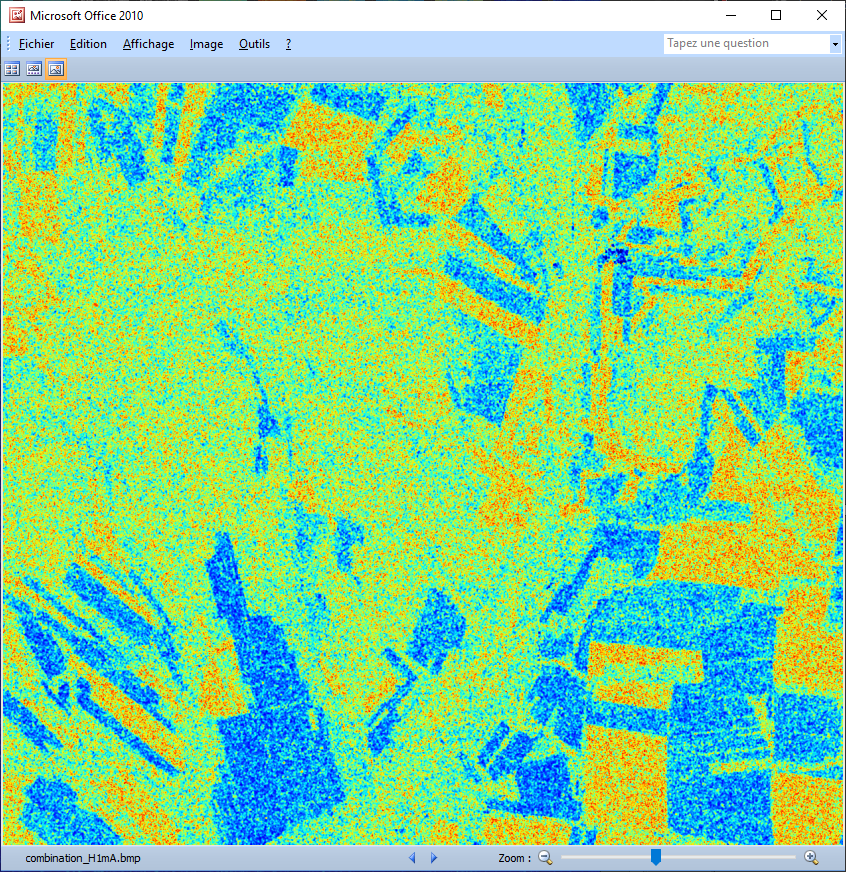 Microsoft Office 2010
Fichier Edition Affichage Image Outils ?
Tapez une question
combination_H1mA.bmp
Zoom :